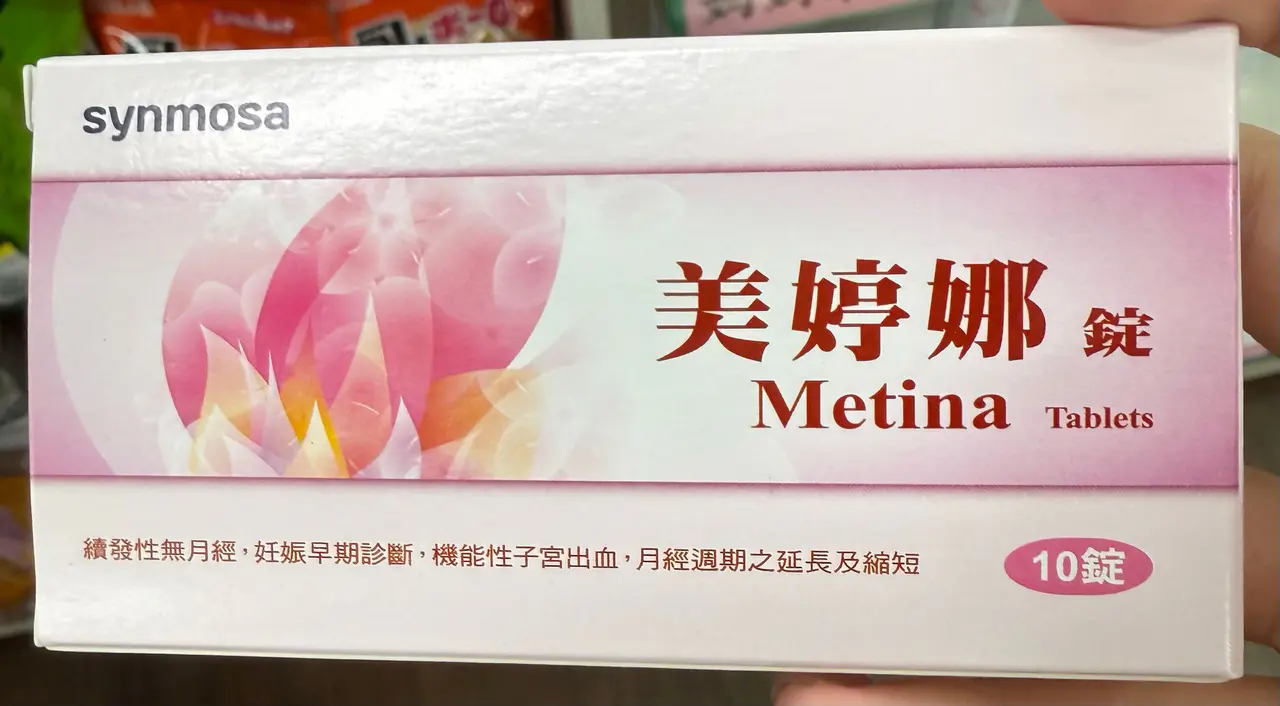 synmosa
美婷娜 錠
Metina Tablets
續發性無月經,妊娠早期診斷,機能性子宮出血,月經週期之延長及縮短
10錠